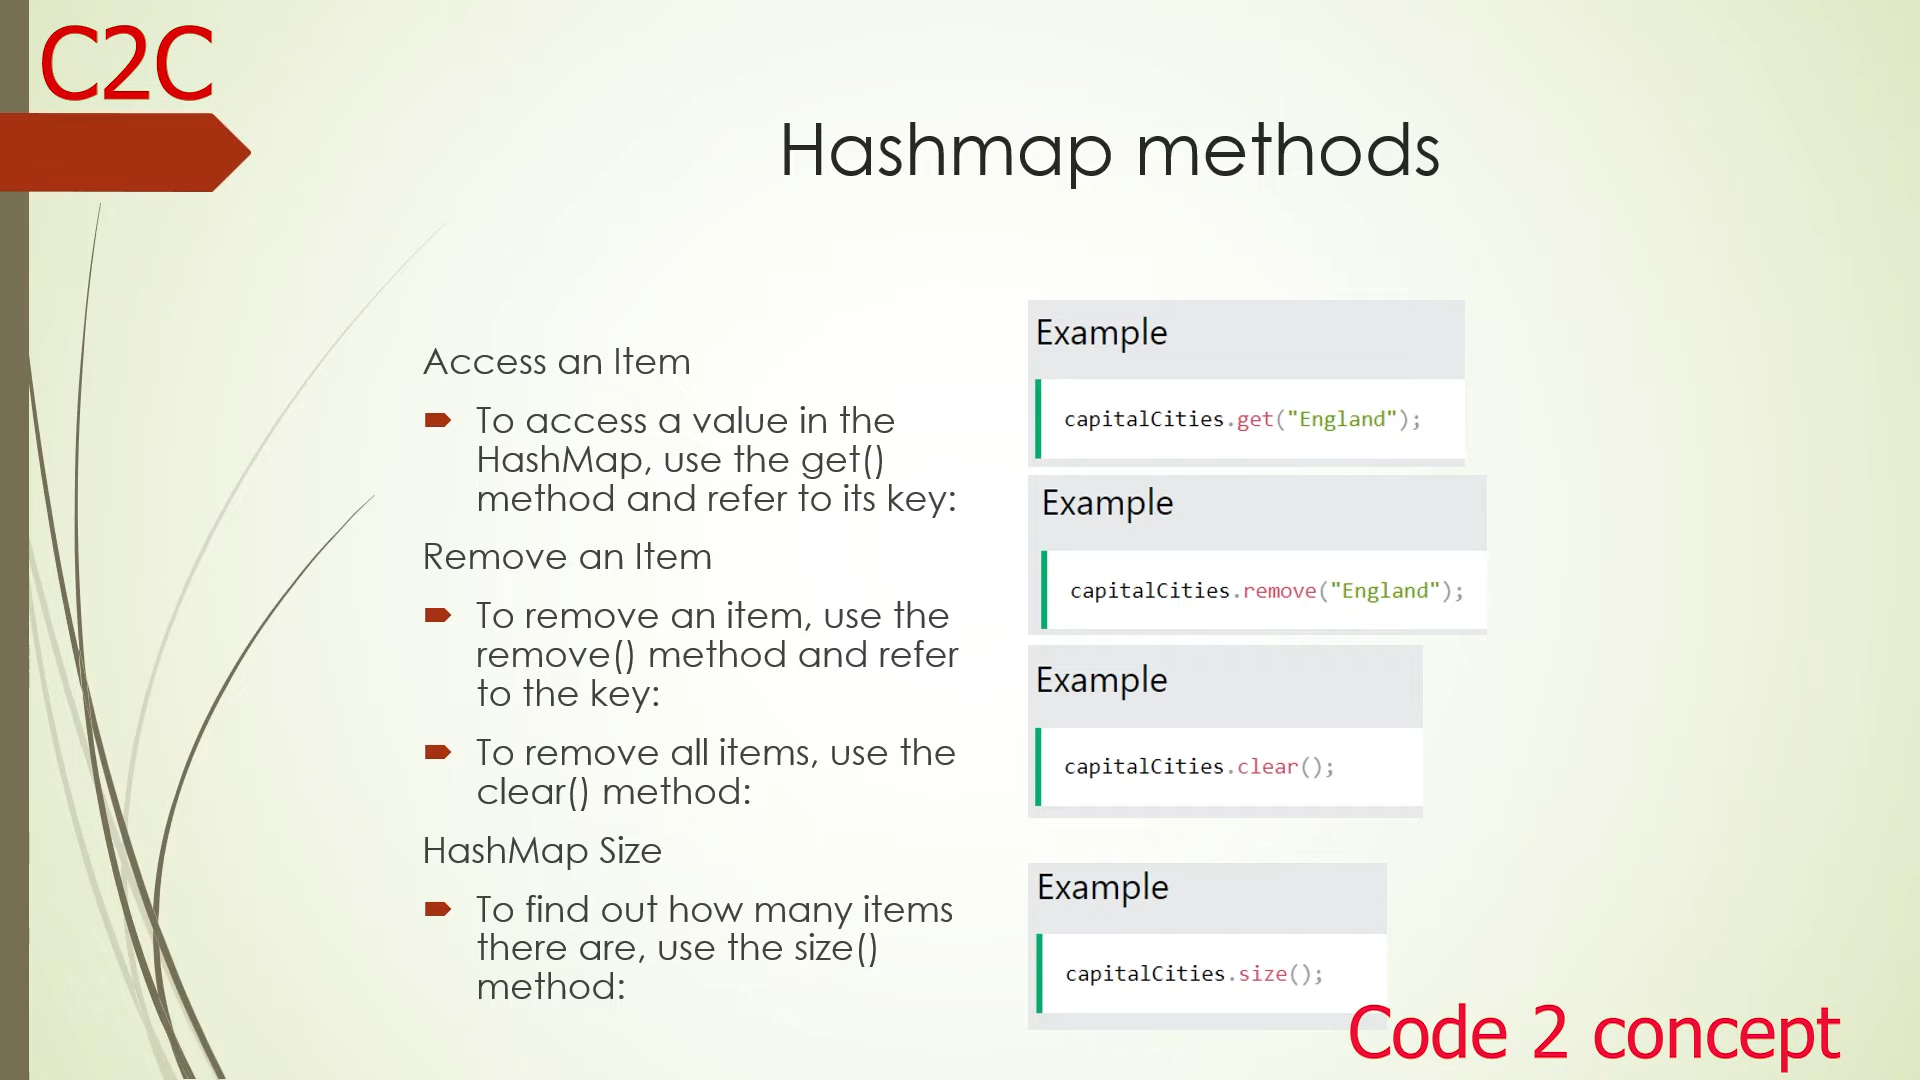 C2C
Hashmap methods
Access an Item
To access a value in the
HashMap, use the get()
method and refer to its key:
Remove an Item
To remove an item, use the
remove() method and refer
to the key:
To remove all items, use the
clear() method:
HashMap Size
To find out how many items
there are, use the size()
method:
Example
capitalCities.get("England");
Example
capitalCities.remove("England");
Example
capitalCities.clear();
Example
capitalCities.size();
Code 2 concept